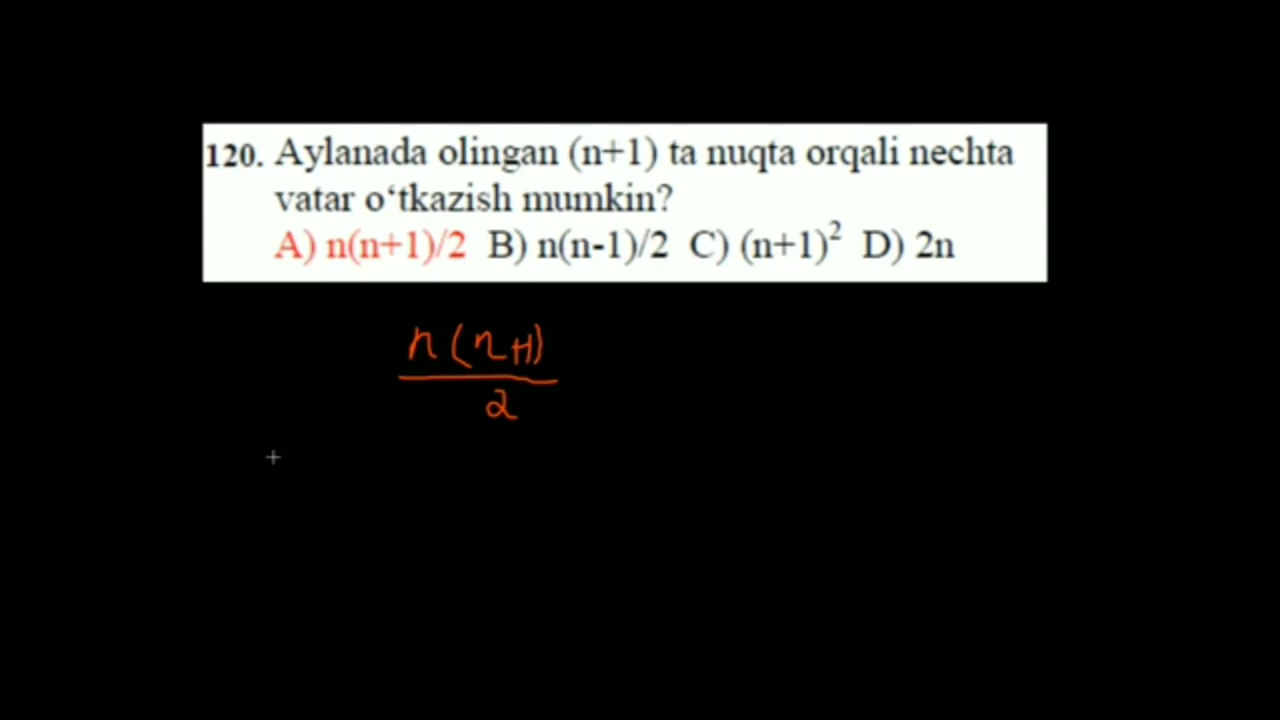 120. Aylanada olingan (n+1) ta nuqta orqali nechta
vatar o‘tkazish mumkin?
A) n(n+1)/2 B) n(n-1)/2 C) (n+1)² D) 2n
n(n+1)
2